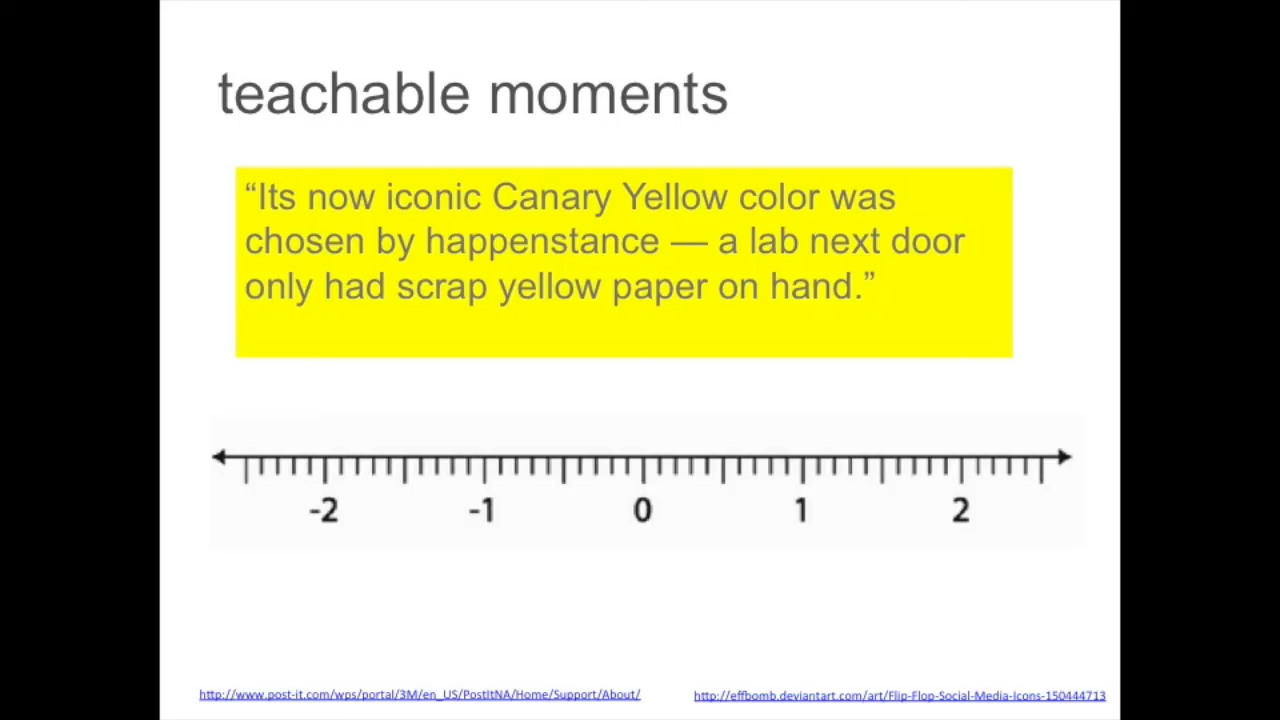 teachable moments
“Its now iconic Canary Yellow color was
chosen by happenstance — a lab next door
only had scrap yellow paper on hand.”
-2 -1 0 1 2
http://www.post-it.com/wps/portal/3M/en_US/PostItNA/Home/Support/About/
http://effbomb.deviantart.com/art/Flip-Flop-Social-Media-Icons-150444713